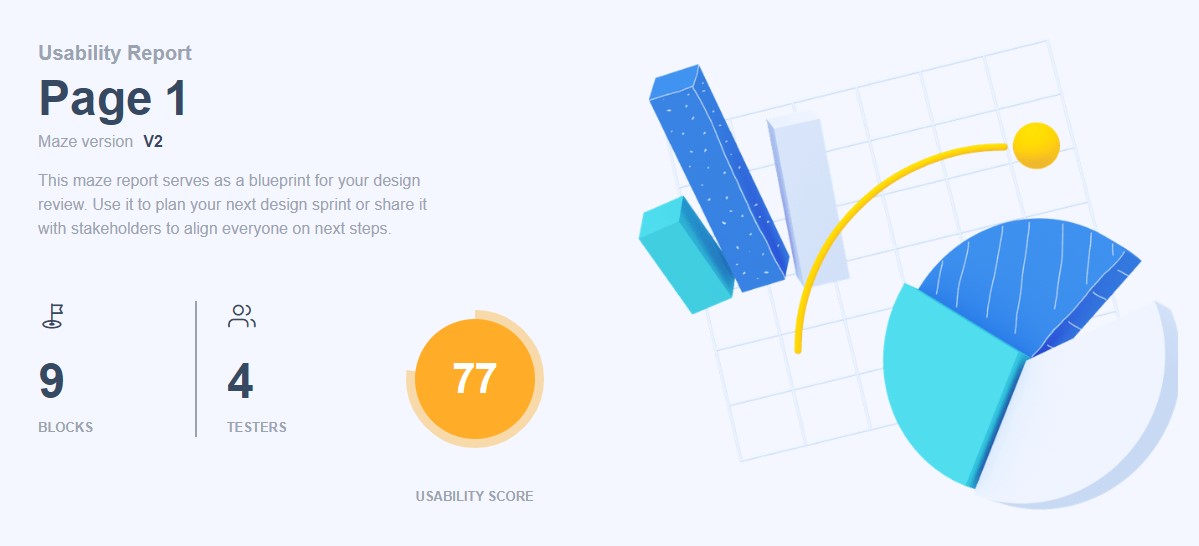 Usability Report
Page 1
Maze version V2
This maze report serves as a blueprint for your design
review. Use it to plan your next design sprint or share it
with stakeholders to align everyone on next steps.
9
BLOCKS
4
TESTERS
77
USABILITY SCORE